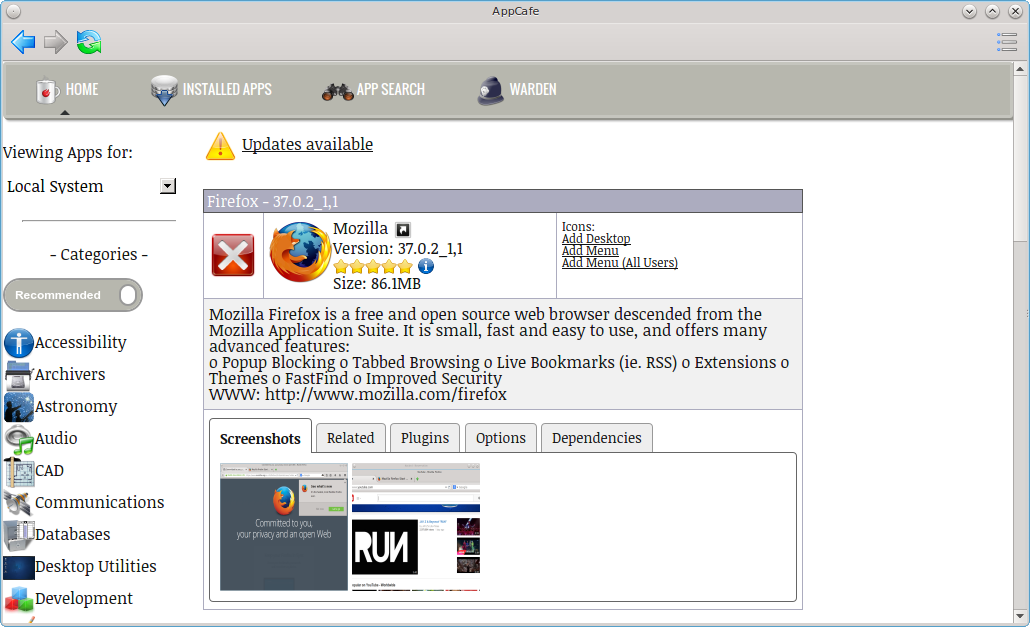 AppCafe
HOME
INSTALLED APPS
APP SEARCH
WARDEN
Viewing Apps for:
Local System
- Categories -
Recommended
Accessibility
Archivers
Astronomy
Audio
CAD
Communications
Databases
Desktop Utilities
Development
Updates available
Firefox - 37.0.2_1,1
Mozilla
Version: 37.0.2_1,1
Size: 86.1MB
Icons:
Add Desktop
Add Menu
Add Menu (All Users)
Mozilla Firefox is a free and open source web browser descended from the
Mozilla Application Suite. It is small, fast and easy to use, and offers many
advanced features:
o Popup Blocking o Tabbed Browsing o Live Bookmarks (ie. RSS) o Extensions o
Themes o FastFind o Improved Security
WWW: http://www.mozilla.com/firefox
Screenshots
Related
Plugins
Options
Dependencies
Committed to you,
your privacy and an open Web
RUN